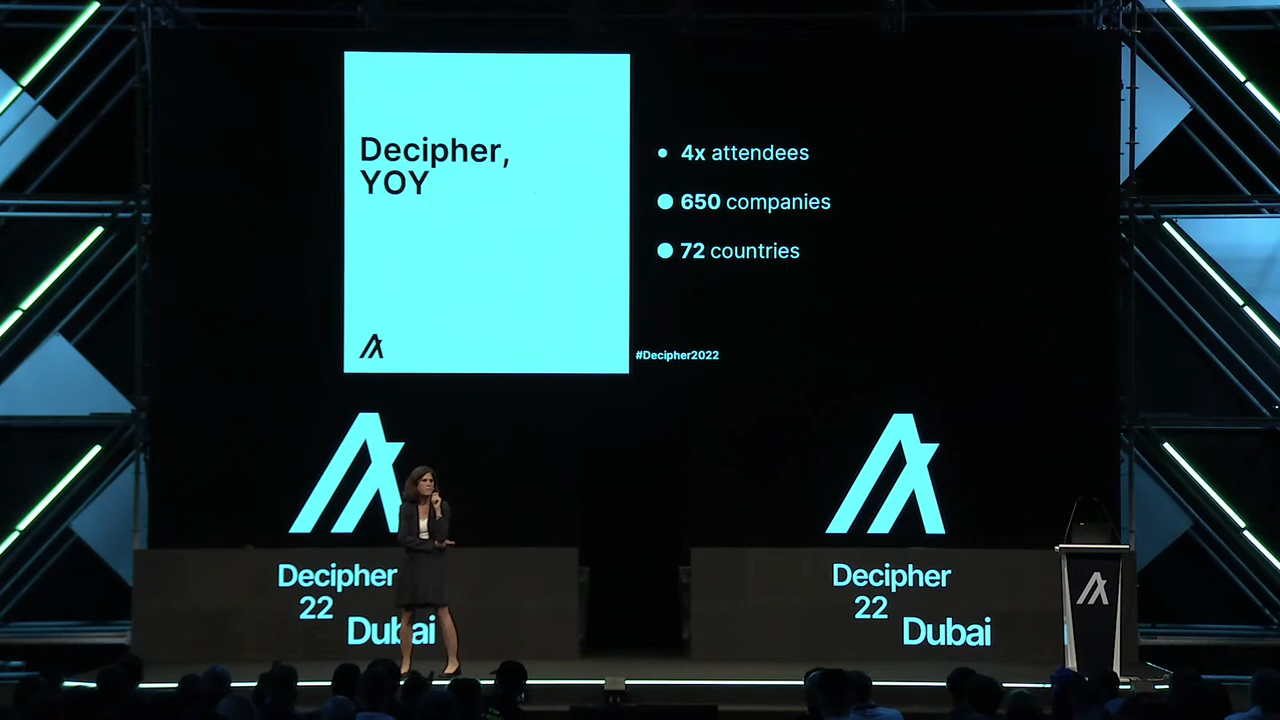 Decipher,
YOY
4x attendees
650 companies
72 countries
#Decipher2022
Decipher
22
Dubai
Decipher
22
Dubai